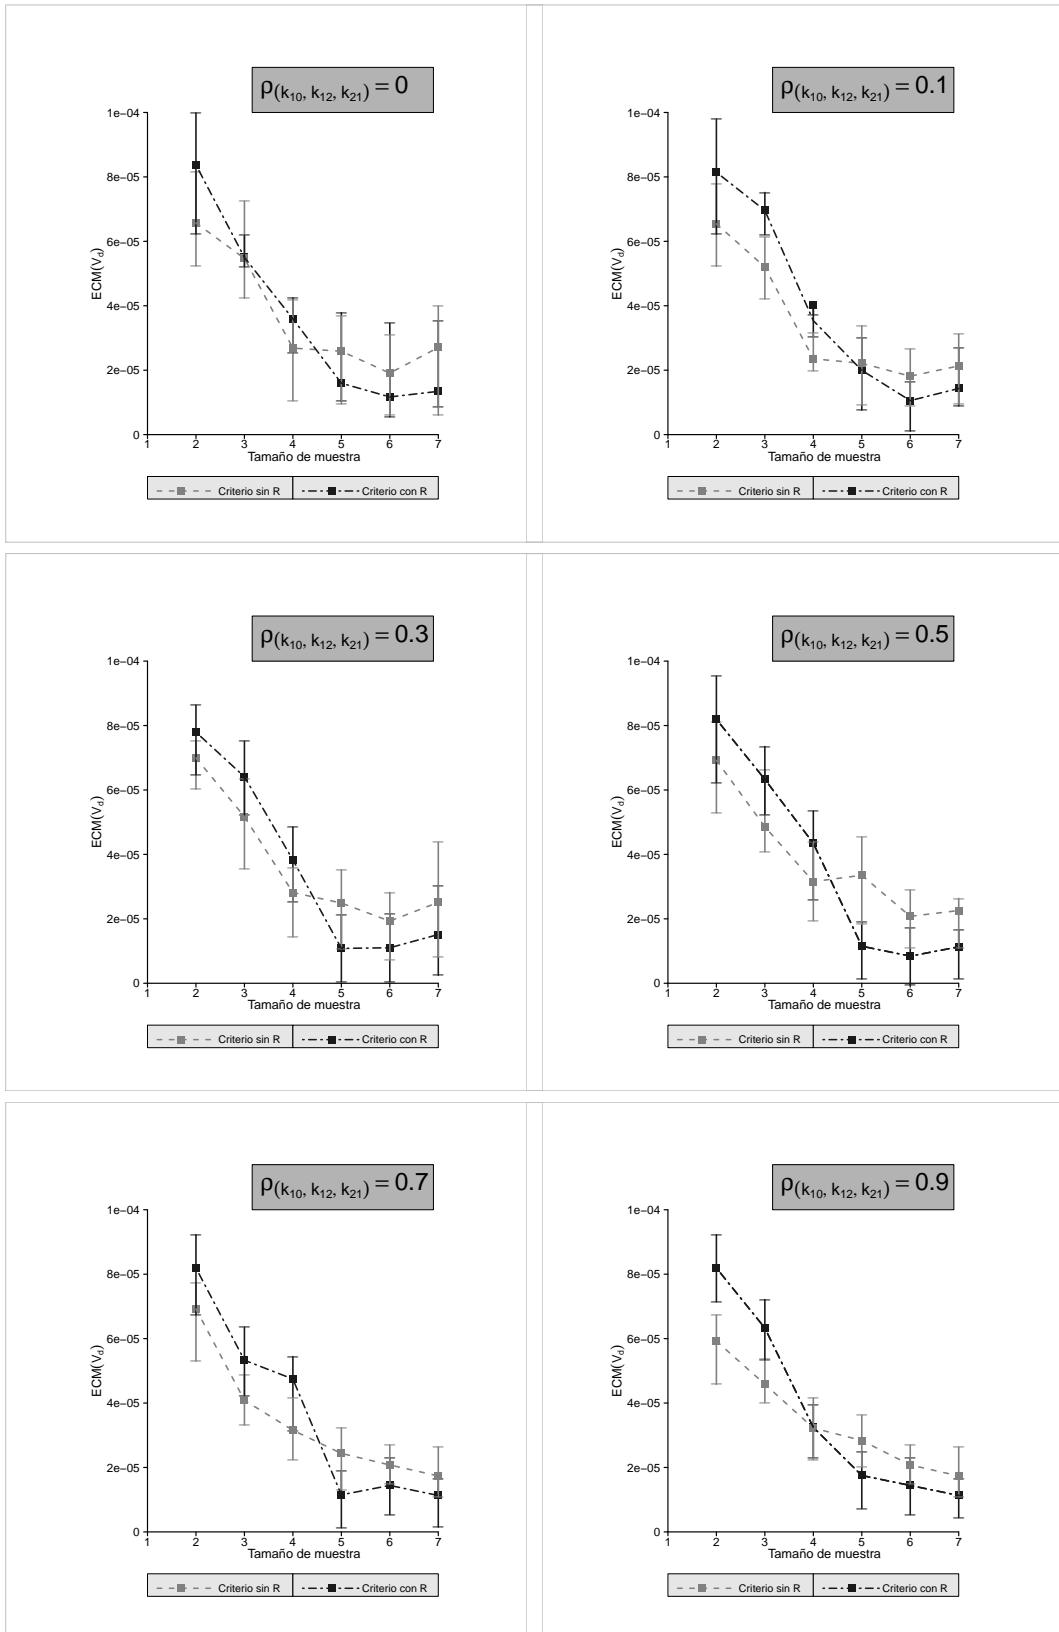 ρ(k10, k12, k21) = 0
1e−04
8e−05
6e−05
4e−05
2e−05
0
ECM(Vd)
1 2 3 4 5 6 7
Tamaño de muestra
Criterio sin R Criterio con R
ρ(k10, k12, k21) = 0.1
1e−04
8e−05
6e−05
4e−05
2e−05
0
ECM(Vd)
1 2 3 4 5 6 7
Tamaño de muestra
Criterio sin R Criterio con R
ρ(k10, k12, k21) = 0.3
1e−04
8e−05
6e−05
4e−05
2e−05
0
ECM(Vd)
1 2 3 4 5 6 7
Tamaño de muestra
Criterio sin R Criterio con R
ρ(k10, k12, k21) = 0.5
1e−04
8e−05
6e−05
4e−05
2e−05
0
ECM(Vd)
1 2 3 4 5 6 7
Tamaño de muestra
Criterio sin R Criterio con R
ρ(k10, k12, k21) = 0.7
1e−04
8e−05
6e−05
4e−05
2e−05
0
ECM(Vd)
1 2 3 4 5 6 7
Tamaño de muestra
Criterio sin R Criterio con R
ρ(k10, k12, k21) = 0.9
1e−04
8e−05
6e−05
4e−05
2e−05
0
ECM(Vd)
1 2 3 4 5 6 7
Tamaño de muestra
Criterio sin R Criterio con R